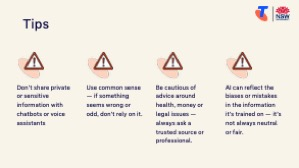 Tips
NSW
Don't share private
or sensitive
information with
chatbots or voice
assistants
Use common sense
— if something
seems wrong or
odd, don't rely on it.
Be cautious of
advice around
health, money or
legal issues —
always ask a
trusted source or
professional.
AI can reflect the
biases or mistakes
in the information
it's trained on — it's
not always neutral
or fair.